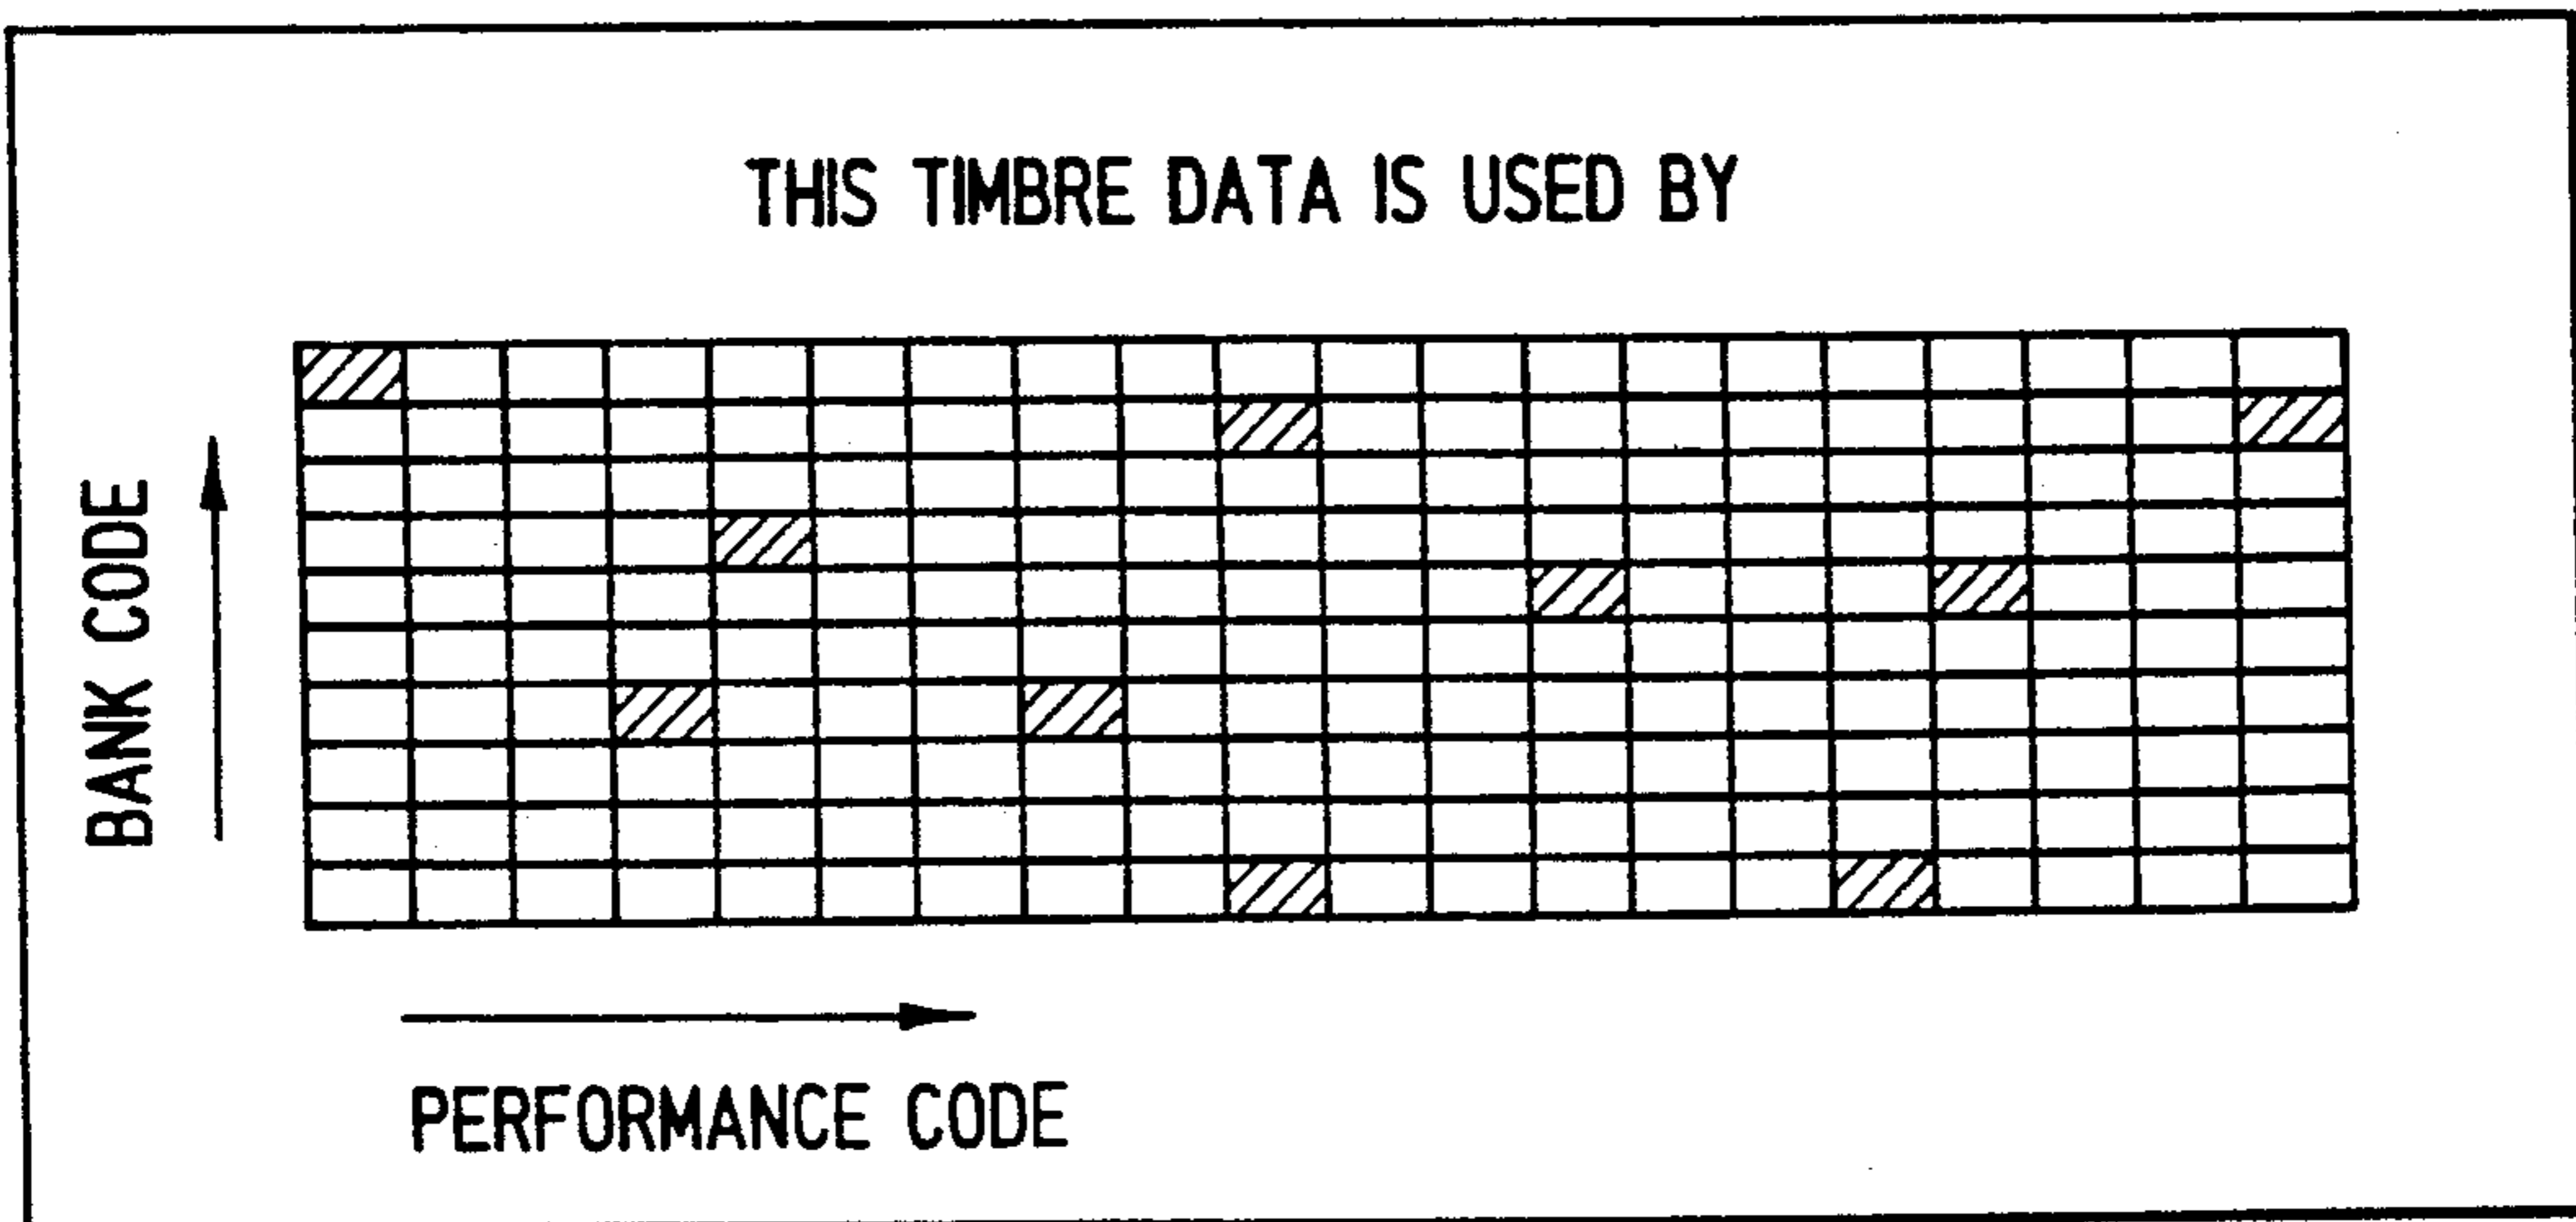 THIS TIMBRE DATA IS USED BY
BANK CODE
PERFORMANCE CODE